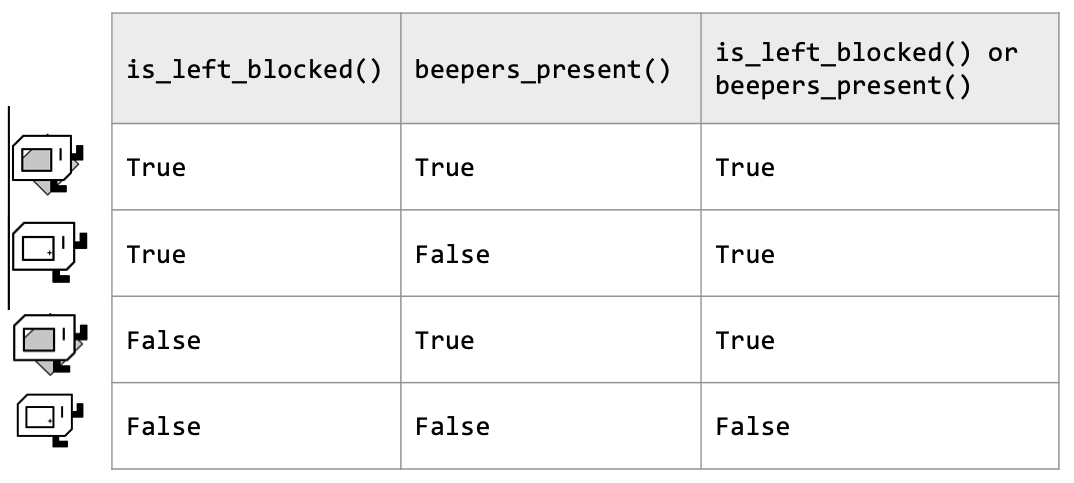 is_left_blocked() beepers_present() is_left_blocked() or
beepers_present()
True True True
True False True
False True True
False False False